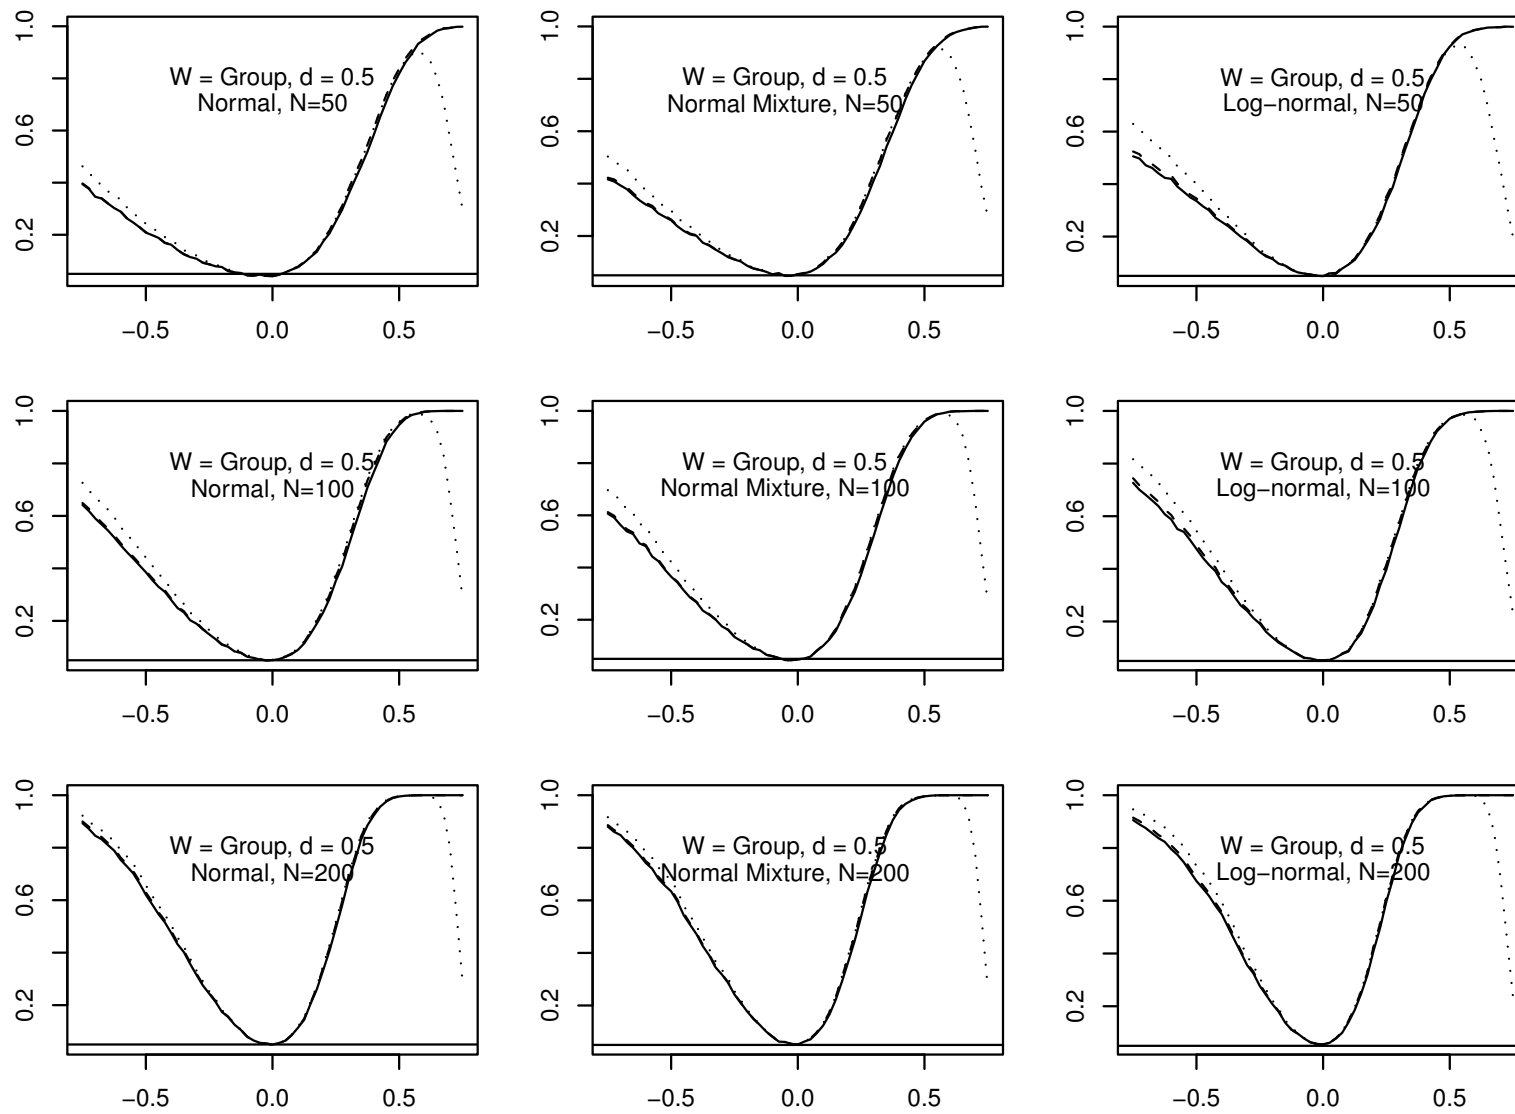 1.0
0.6
0.2
W = Group, d = 0.5
Normal, N=50
−0.5 0.0 0.5
1.0
0.6
0.2
W = Group, d = 0.5
Normal Mixture, N=50
−0.5 0.0 0.5
1.0
0.6
0.2
W = Group, d = 0.5
Log−normal, N=50
−0.5 0.0 0.5
1.0
0.6
0.2
W = Group, d = 0.5
Normal, N=100
−0.5 0.0 0.5
1.0
0.6
0.2
W = Group, d = 0.5
Normal Mixture, N=100
−0.5 0.0 0.5
1.0
0.6
0.2
W = Group, d = 0.5
Log−normal, N=100
−0.5 0.0 0.5
1.0
0.6
0.2
W = Group, d = 0.5
Normal, N=200
−0.5 0.0 0.5
1.0
0.6
0.2
W = Group, d = 0.5
Normal Mixture, N=200
−0.5 0.0 0.5
1.0
0.6
0.2
W = Group, d = 0.5
Log−normal, N=200
−0.5 0.0 0.5